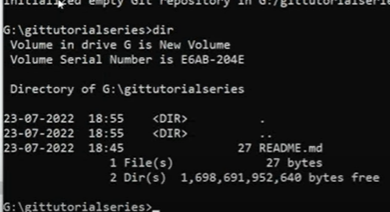 Initialized empty Git repository in G:/gittutorialserie
G:\gittutorialseries>dir
Volume in drive G is New Volume
Volume Serial Number is E6AB-204E
Directory of G:\gittutorialseries
23-07-2022  18:55    <DIR>          .
23-07-2022  18:55    <DIR>          ..
23-07-2022  18:45                27 README.md
1 File(s)             27 bytes
2 Dir(s)  1,698,691,952,640 bytes free
G:\gittutorialseries>_